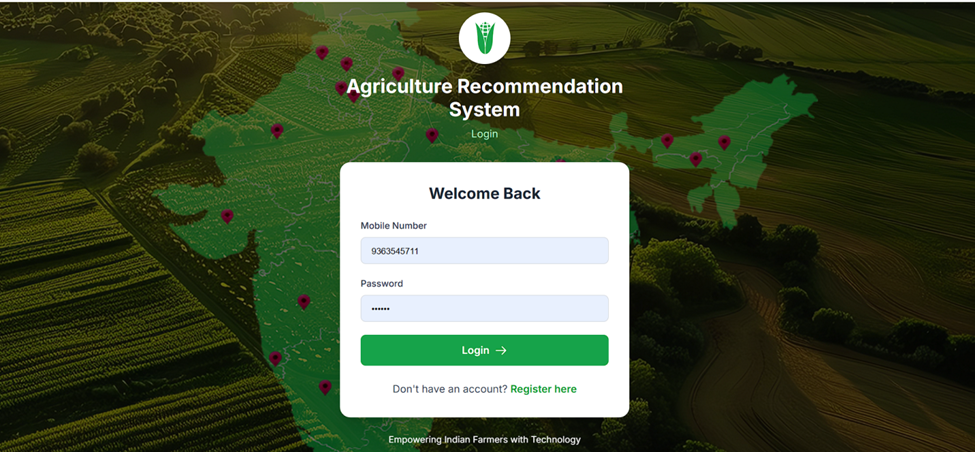 Agriculture Recommendation
System
Login
Welcome Back
Mobile Number
9363545711
Password
••••••
Login →
Don't have an account? Register here
Empowering Indian Farmers with Technology